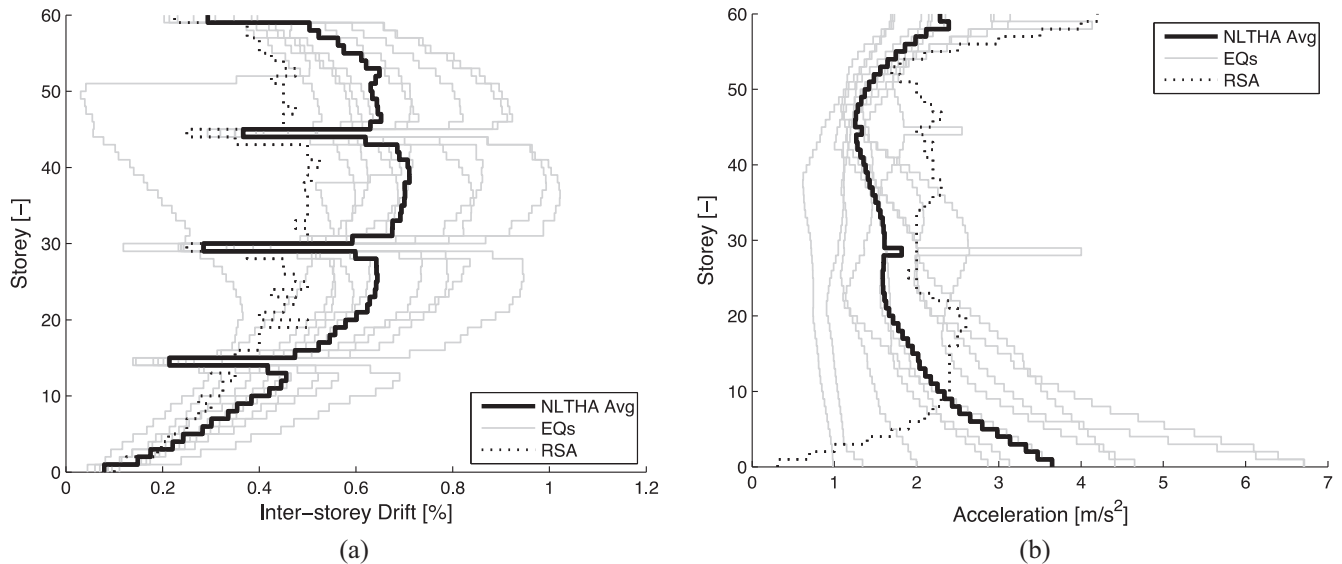 60
50
40
30
20
10
0
Storey [–]
0
0.2
0.4
0.6
0.8
1
1.2
Inter–storey Drift [%]
NLTHA Avg
EQs
RSA
(a)
60
50
40
30
20
10
0
Storey [–]
0
1
2
3
4
5
6
7
Acceleration [m/s²]
NLTHA Avg
EQs
RSA
(b)